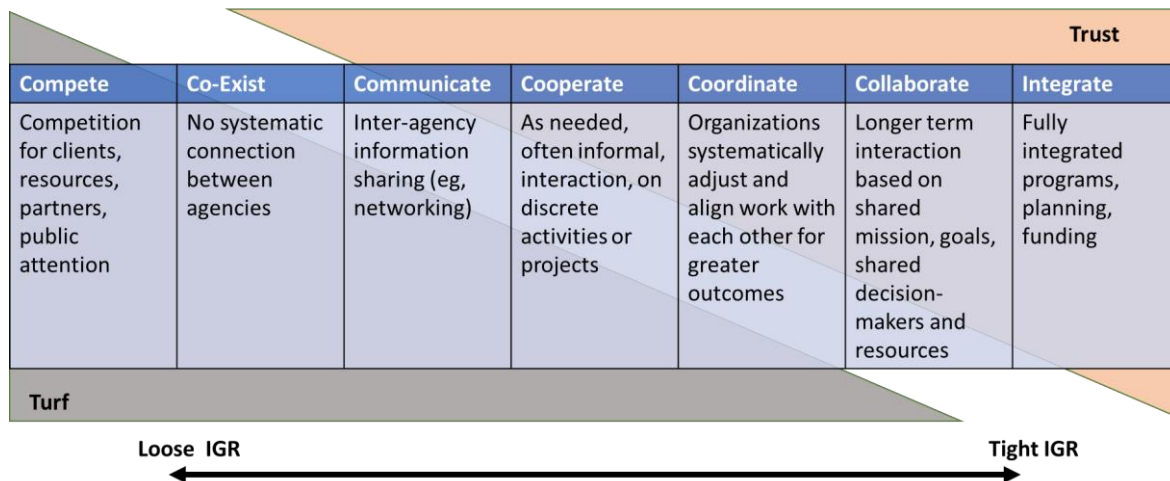 Trust
Compete
Co-Exist
Communicate
Cooperate
Coordinate
Collaborate
Integrate
Competition
for clients,
resources,
partners,
public
attention
No systematic
connection
between
agencies
Inter-agency
information
sharing (eg,
networking)
As needed,
often informal,
interaction, on
discrete
activities or
projects
Organizations
systematically
adjust and
align work with
each other for
greater
outcomes
Longer term
interaction
based on
shared
mission, goals,
shared
decision-
makers and
resources
Fully
integrated
programs,
planning,
funding
Turf
Loose IGR
Tight IGR